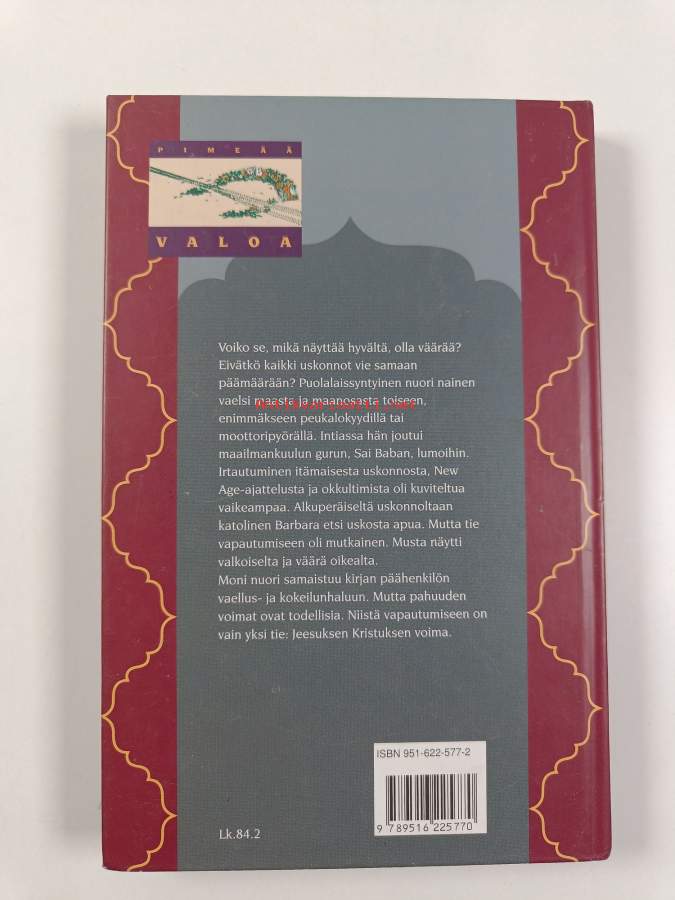 PIMEÄÄ
VALOA
Voiko se, mikä näyttää hyvältä, olla väärää?
Eivätkö kaikki uskonnot vie samaan
päämäärään? Puolalaissyntyinen nuori nainen
vaelsi maasta ja maanosasta toiseen,
enimmäkseen peukalokyydillä tai
moottoripyörällä. Intiassa hän joutui
maailmankuulun gurun, Sai Baban, lumoihin.
Irtautuminen itämaisesta uskonnosta, New
Age-ajattelusta ja okkultimista oli kuviteltua
vaikeampaa. Alkuperäiseltä uskonnoltaan
katolinen Barbara etsi uskosta apua. Mutta tie
vapautumiseen oli mutkainen. Musta näytti
valkoiselta ja väärä oikealta.
Moni nuori samaistuu kirjan päähenkilön
vaellus- ja kokeilunhaluun. Mutta pahuuden
voimat ovat todellisia. Niistä vapautumiseen on
vain yksi tie: Jeesuksen Kristuksen voima.
ISBN 951-622-577-2
9 789516 225770
Lk.84.2